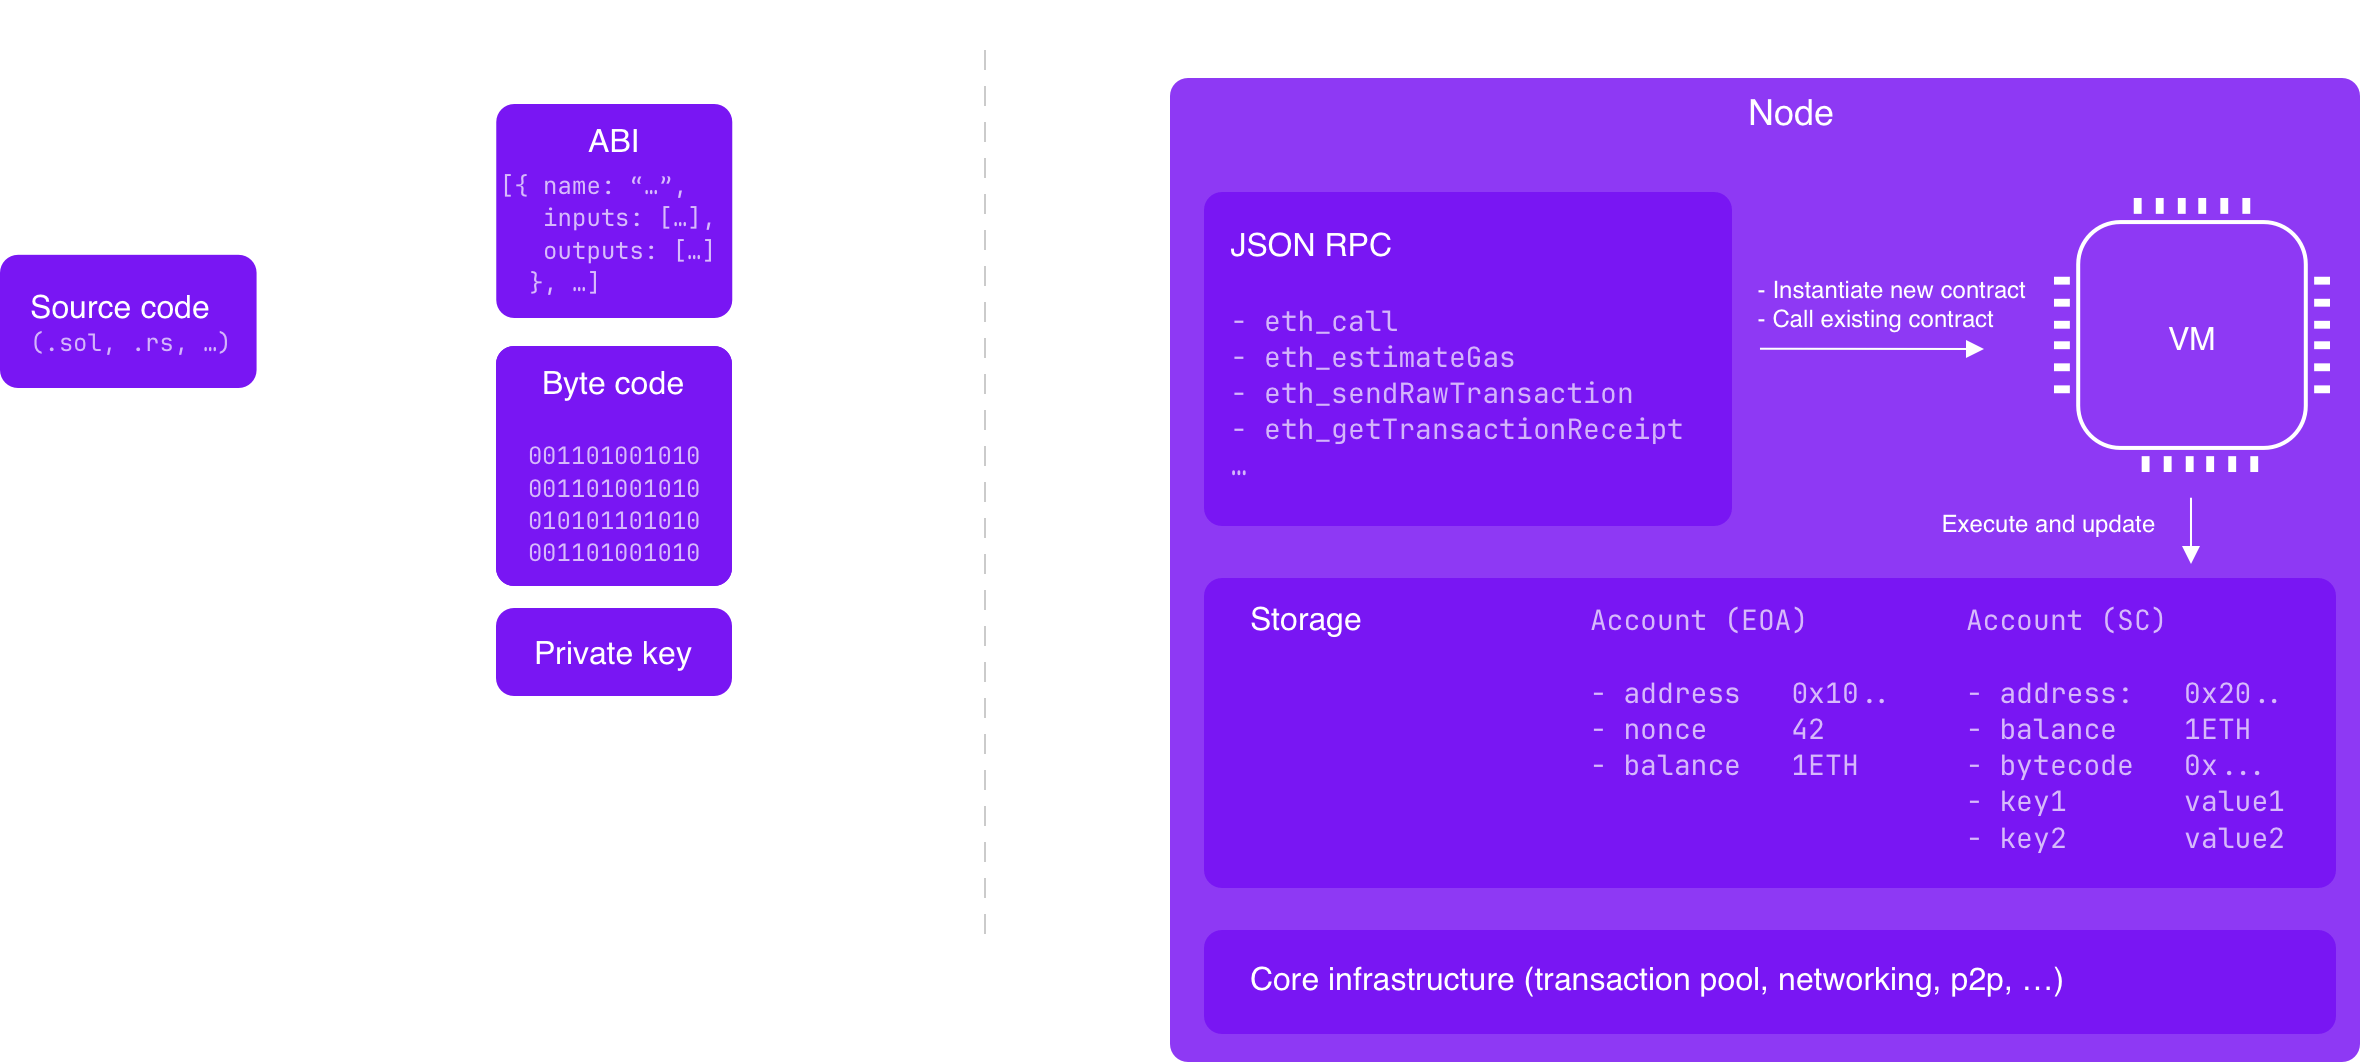 Source code
(.sol, .rs, …)
ABI
[{ name: “…”,
inputs: […],
outputs: […]
}, …]
Byte code
001101001010
001101001010
010101101010
001101001010
Private key
Node
JSON RPC
- eth_call
- eth_estimateGas
- eth_sendRawTransaction
- eth_getTransactionReceipt
…
- Instantiate new contract
- Call existing contract
VM
Execute and update
Storage
Account (EOA)
- address 0x10..
- nonce 42
- balance 1ETH
Account (SC)
- address: 0x20..
- balance 1ETH
- bytecode 0x...
- key1 value1
- key2 value2
Core infrastructure (transaction pool, networking, p2p, …)